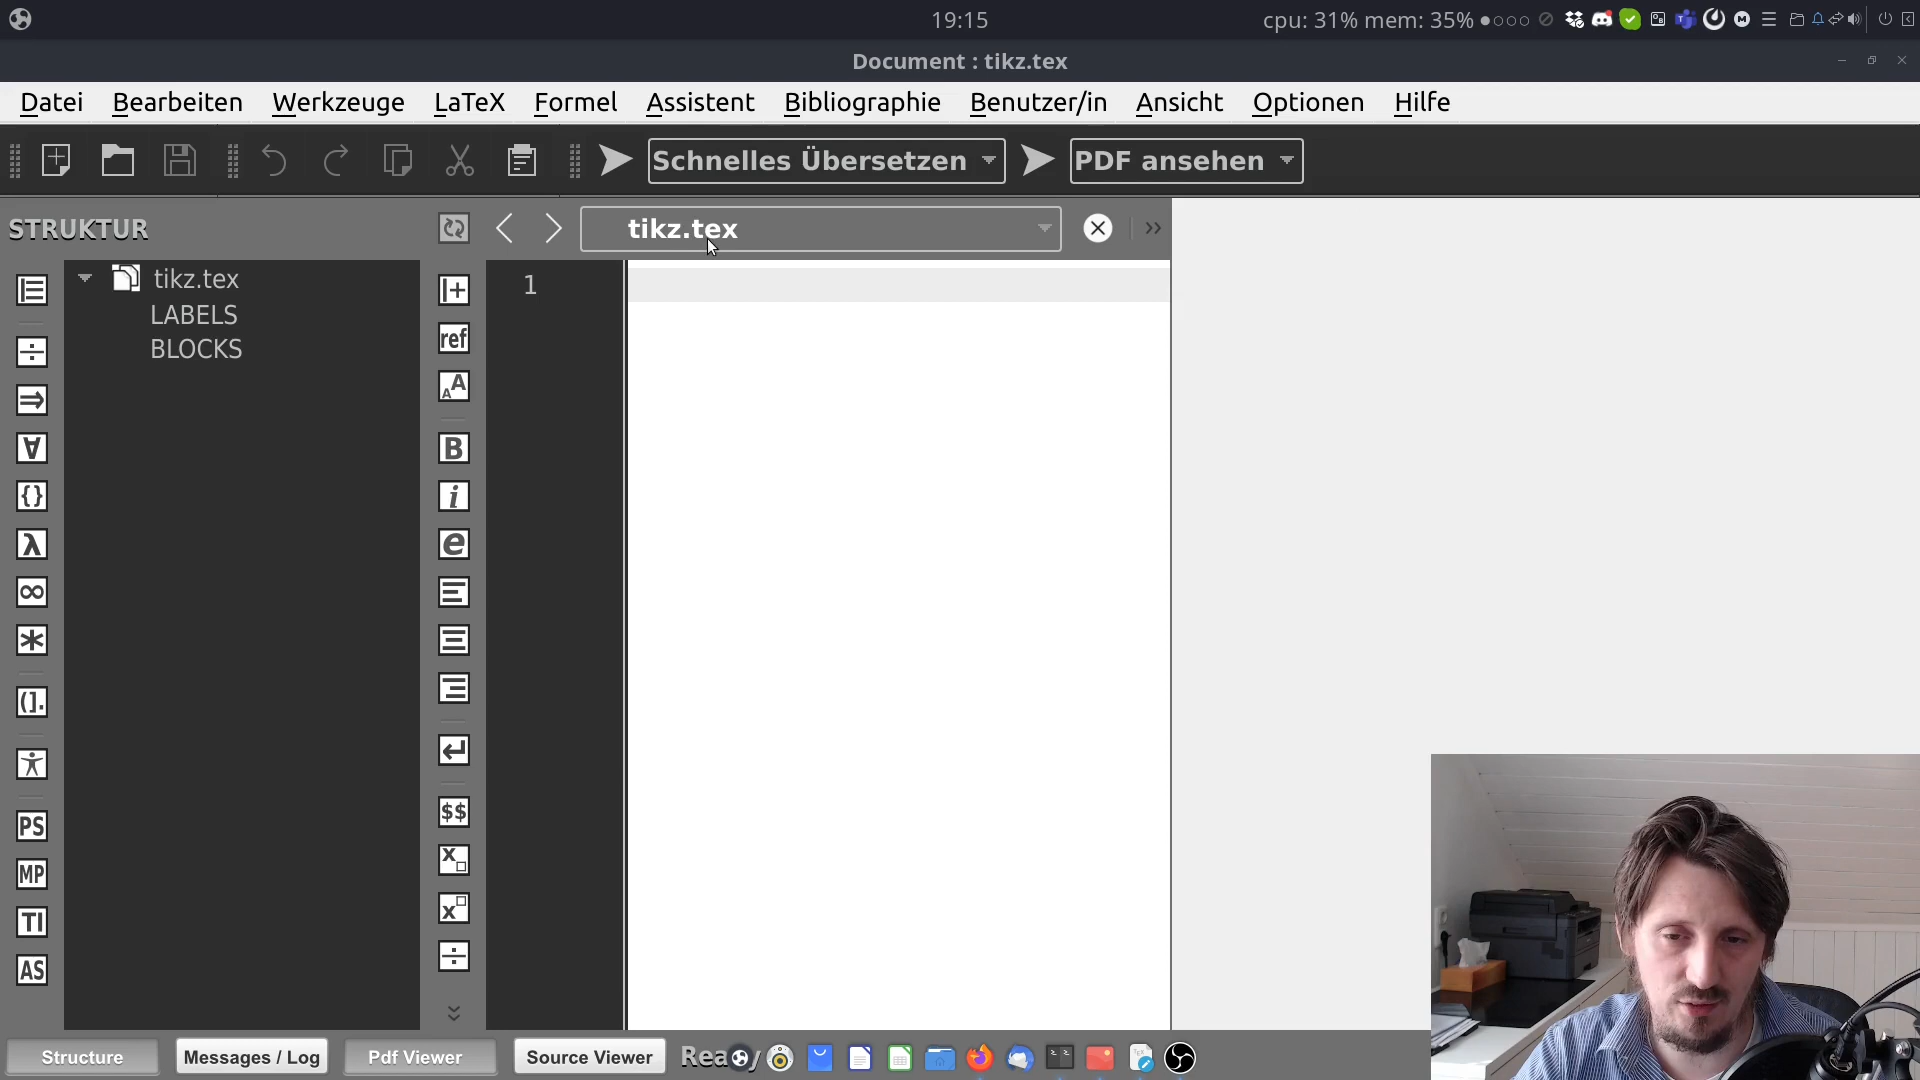 19:15
cpu: 31% mem: 35%
Document : tikz.tex
Datei Bearbeiten Werkzeuge LaTeX Formel Assistent Bibliographie Benutzer/in Ansicht Optionen Hilfe
Schnelles Übersetzen PDF ansehen
STRUKTUR
tikz.tex
tikz.tex
LABELS
BLOCKS
1
ref
AA
B
i
e
$$
x
x
{}
λ
∞
(].
PS
MP
TI
AS
Structure Messages / Log Pdf Viewer Source Viewer